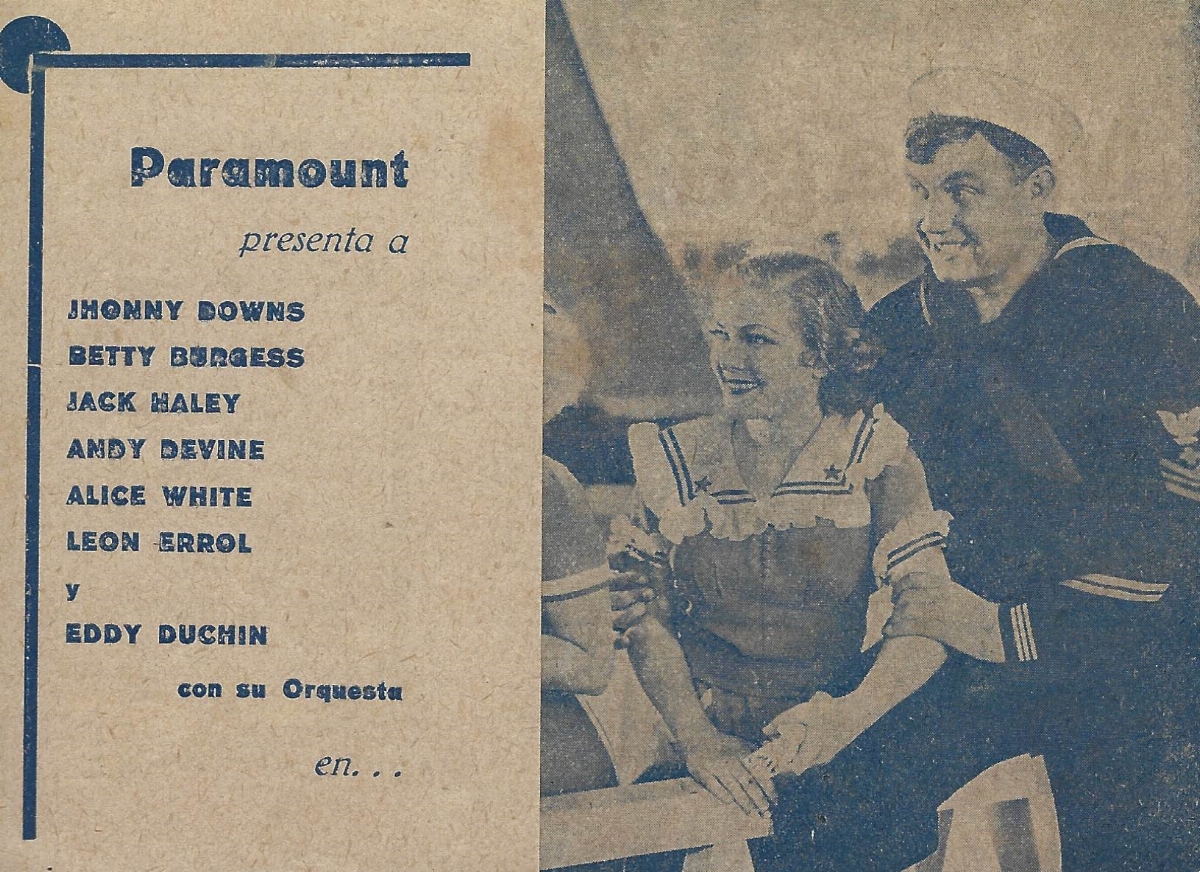 Paramount
presenta a
JHONNY DOWNS
BETTY BURGESS
JACK HALEY
ANDY DEVINE
ALICE WHITE
LEON ERROL
y
EDDY DUCHIN
con su Orquesta
en...